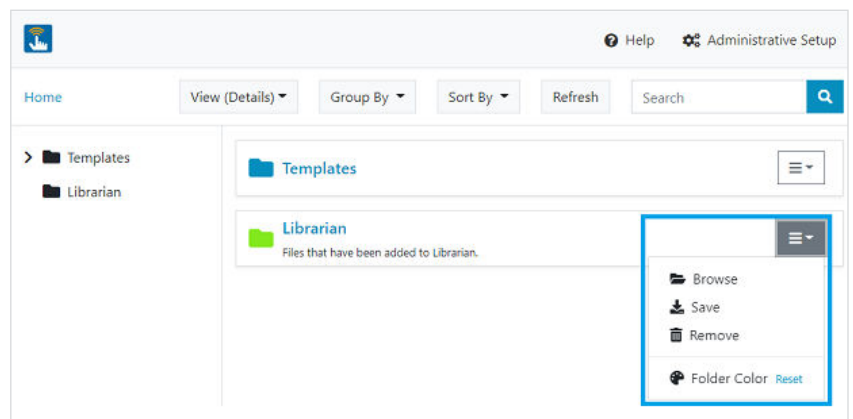 Help Administrative Setup
Home View (Details) Group By Sort By Refresh Search
Templates
Librarian
Templates
Librarian
Files that have been added to Librarian.
Browse
Save
Remove
Folder Color Reset